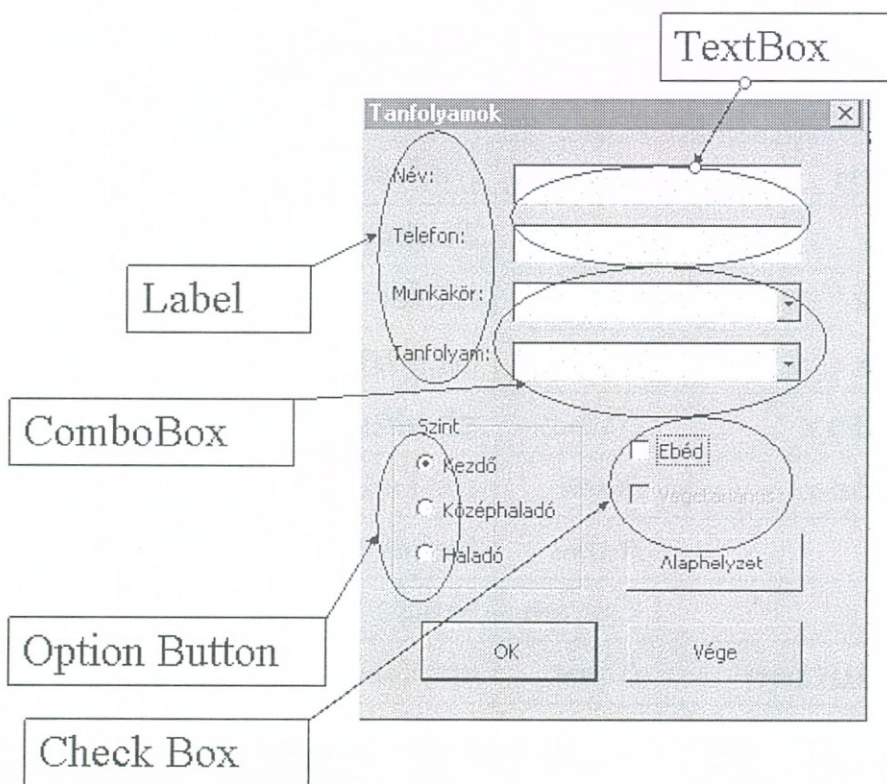 TextBox
Tanfolyamok
Név:
Telefon:
Label
Munkakör:
Tanfolyam:
ComboBox
Szint
Kezdő
Ebéd
Középhaladó
Vegetáriánus
Haladó
Alaphelyzet
Option Button
OK
Vége
Check Box